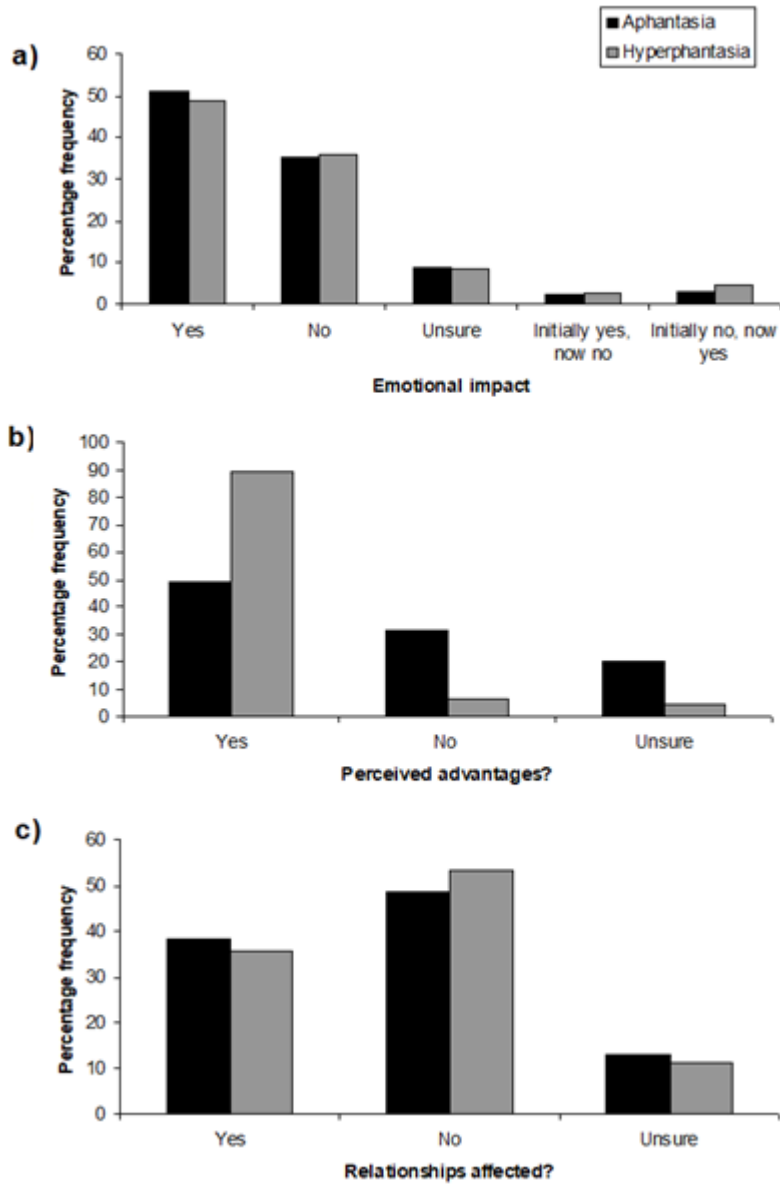 Aphantasia
Hyperphantasia
a)
60
50
40
30
20
10
0
Percentage frequency
Yes
No
Unsure
Initially yes,
now no
Initially no, now
yes
Emotional impact
b)
100
90
80
70
60
50
40
30
20
10
0
Percentage frequency
Yes
No
Unsure
Perceived advantages?
c)
60
50
40
30
20
10
0
Percentage frequency
Yes
No
Unsure
Relationships affected?